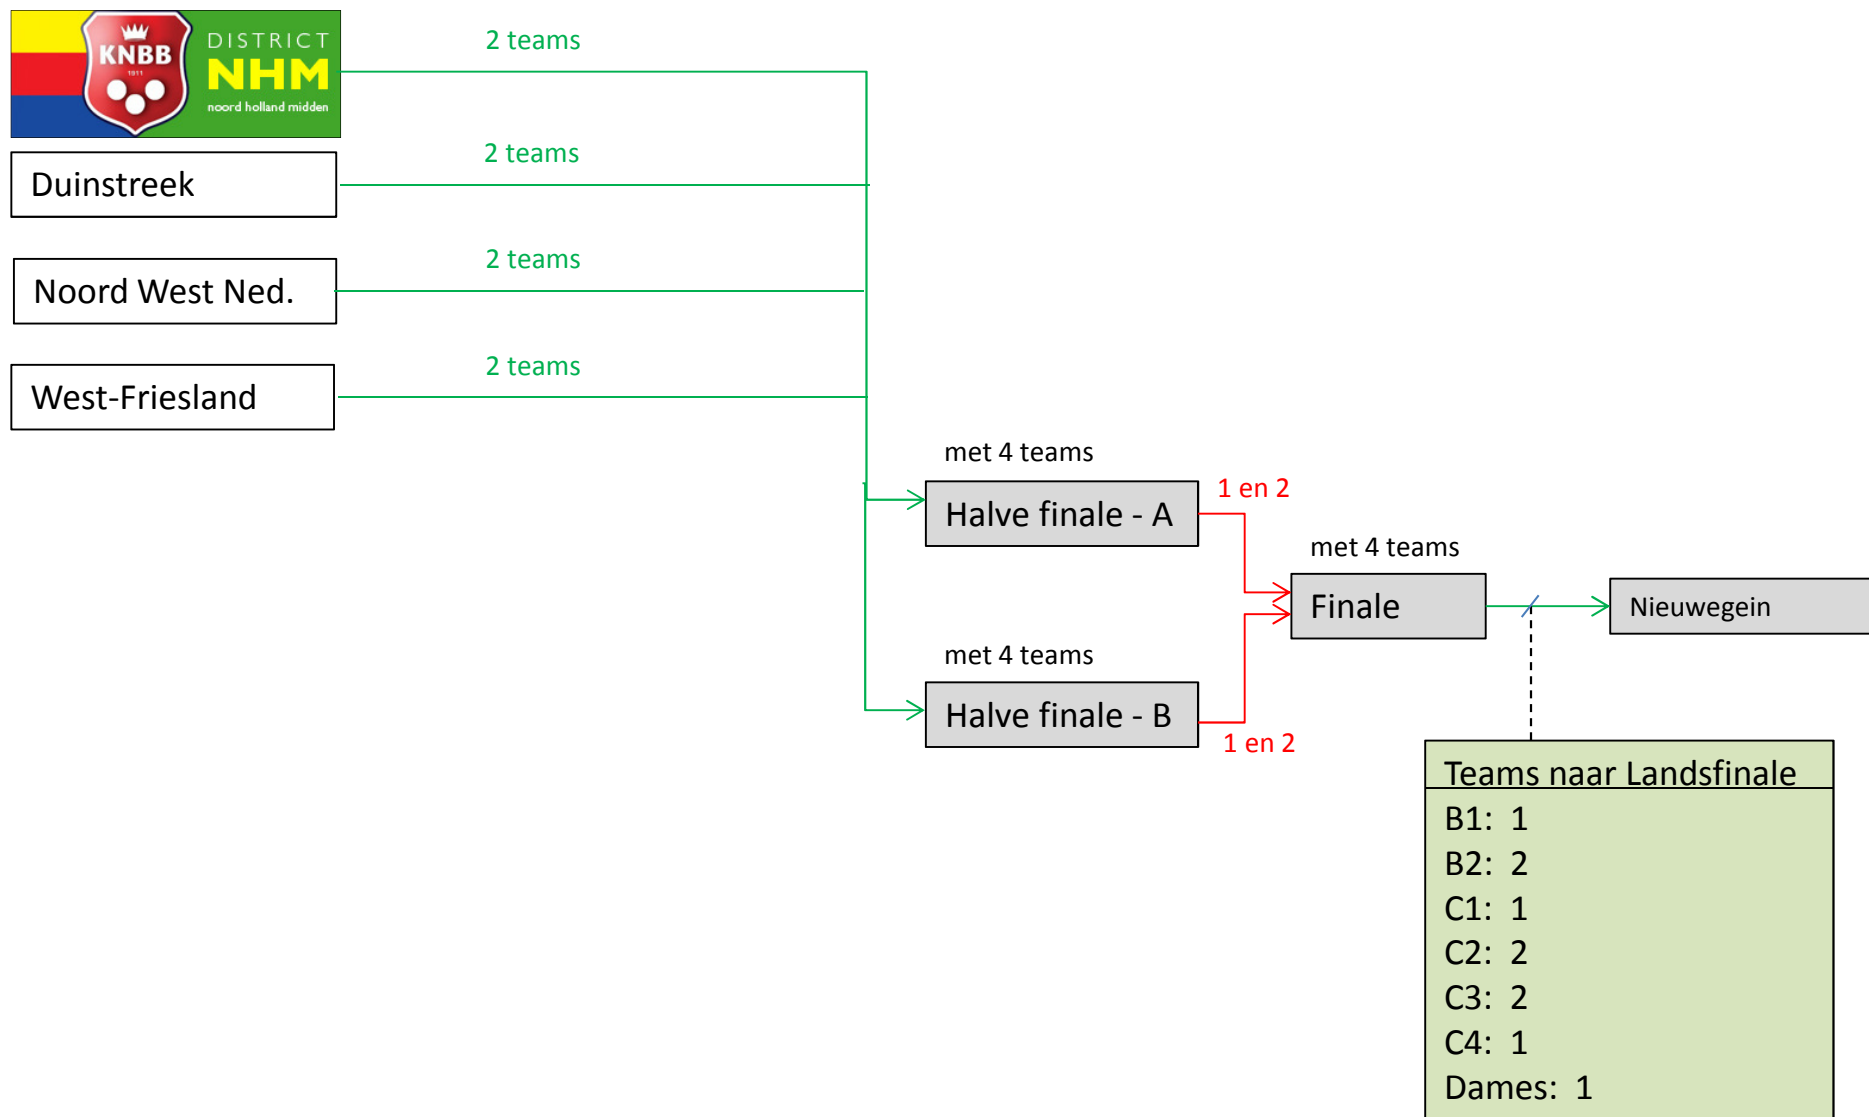 KNBB
1911
DISTRICT
NHM
noord holland midden
2 teams
Duinstreek
2 teams
Noord West Ned.
2 teams
West-Friesland
2 teams
met 4 teams
Halve finale - A
1 en 2
met 4 teams
Finale
Nieuwegein
met 4 teams
Halve finale - B
1 en 2
Teams naar Landsfinale
B1: 1
B2: 2
C1: 1
C2: 2
C3: 2
C4: 1
Dames: 1